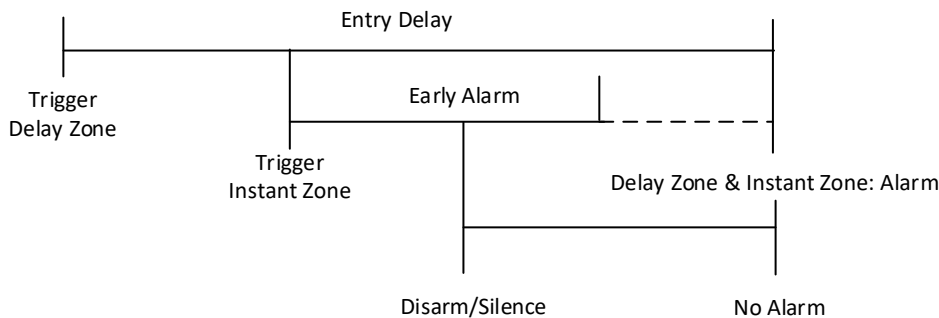 Entry Delay
Early Alarm
Trigger
Delay Zone
Trigger
Instant Zone
Delay Zone & Instant Zone: Alarm
Disarm/Silence
No Alarm